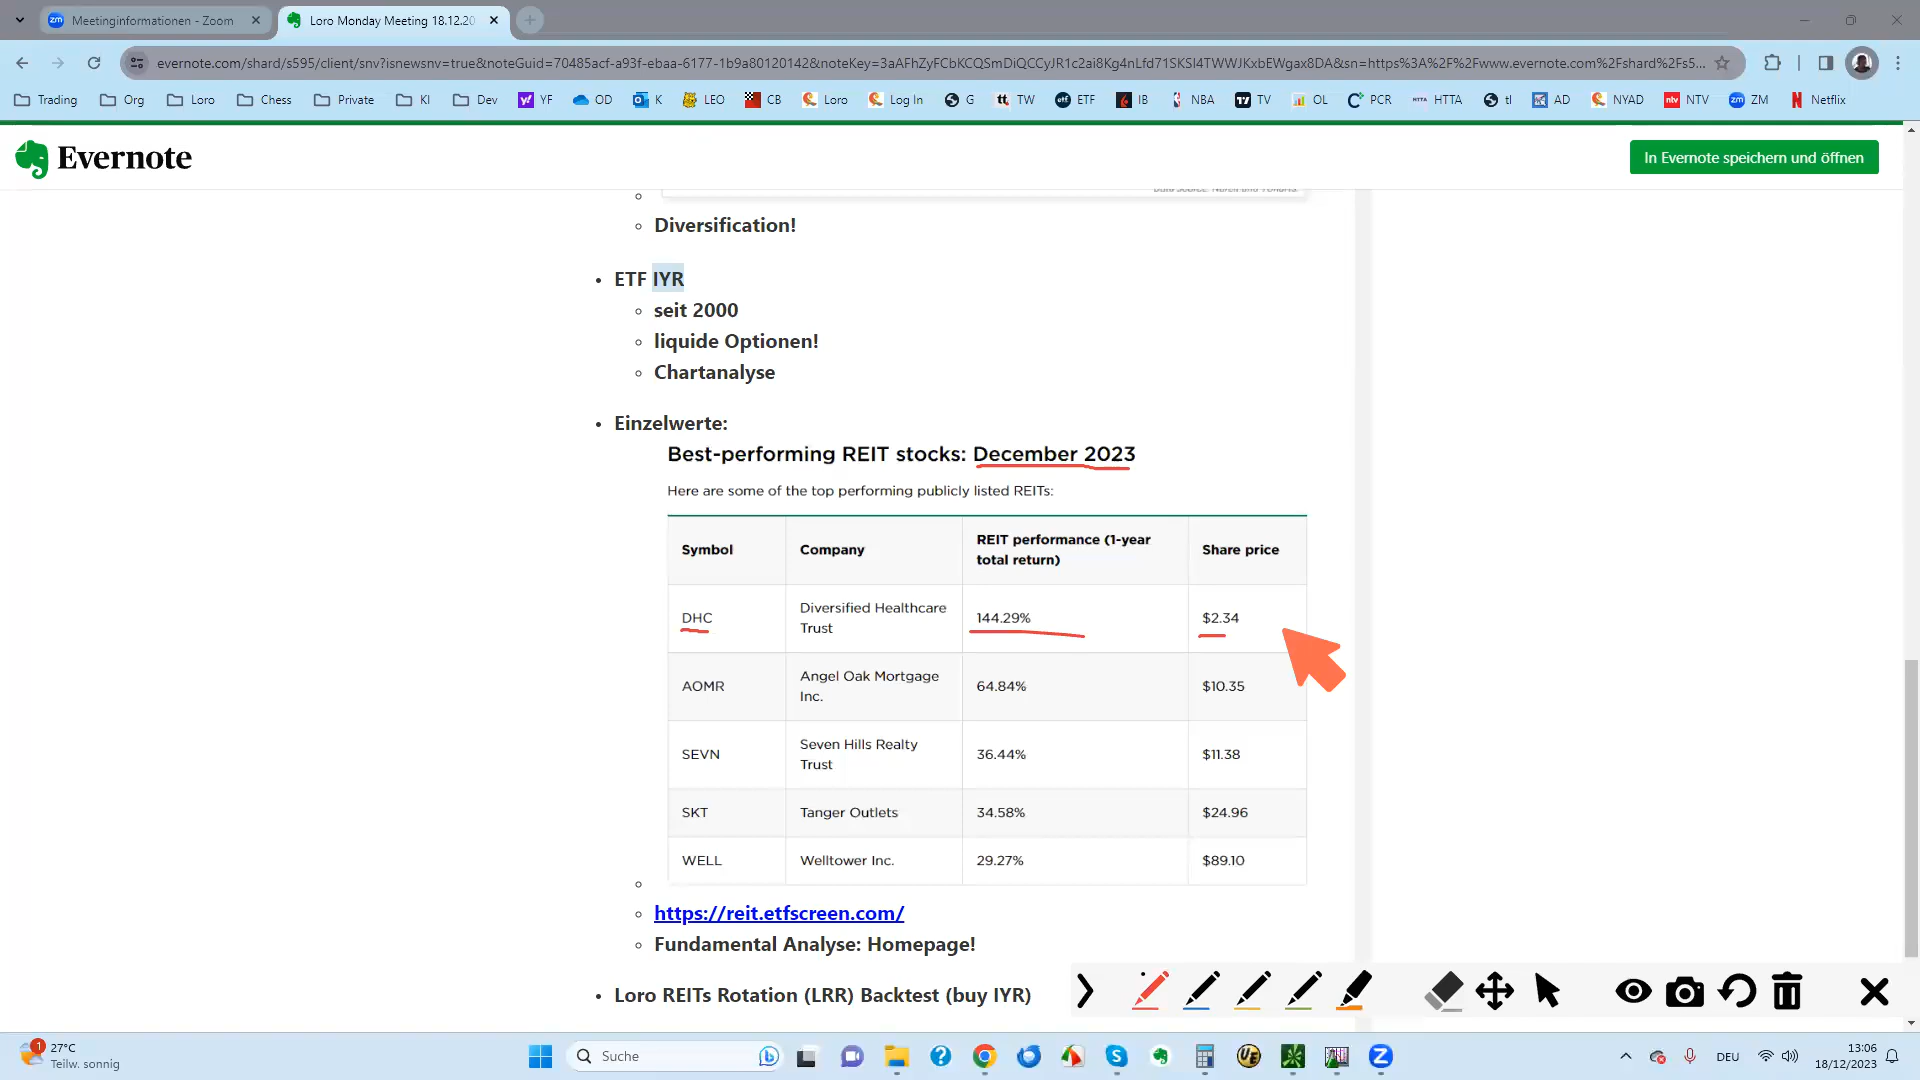 Meetinginformationen - Zoom
Loro Monday Meeting 18.12.20
evernote.com/shard/s595/client/snv?isnewsnv=true&noteGuid=70485acf-a93f-ebaa-6177-1b9a80120142&noteKey=3aAFhZyFCbKCQSmDiQCCyJR1c2ai8Kg4nLfd71SKSl4TWWJKxbEWgax8DA&sn=https%3A%2F%2Fwww.evernote.com%2Fshard%2Fs5...
Trading Org Loro Chess Private KI Dev YF OD K LEO CB Loro Log In G TW ETF IB NBA TV OL PCR HTTA tl AD NYAD NTV ZM Netflix
Evernote
In Evernote speichern und öffnen
Diversification!
ETF IYR
seit 2000
liquide Optionen!
Chartanalyse
Einzelwerte:
Best-performing REIT stocks: December 2023
Here are some of the top performing publicly listed REITs:
Symbol Company REIT performance (1-year total return) Share price
DHC Diversified Healthcare Trust 144.29% $2.34
AOMR Angel Oak Mortgage Inc. 64.84% $10.35
SEVN Seven Hills Realty Trust 36.44% $11.38
SKT Tanger Outlets 34.58% $24.96
WELL Welltower Inc. 29.27% $89.10
https://reit.etfscreen.com/
Fundamental Analyse: Homepage!
Loro REITs Rotation (LRR) Backtest (buy IYR)
1
27°C
Teilw. sonnig
Suche
DEU
13:06
18/12/2023